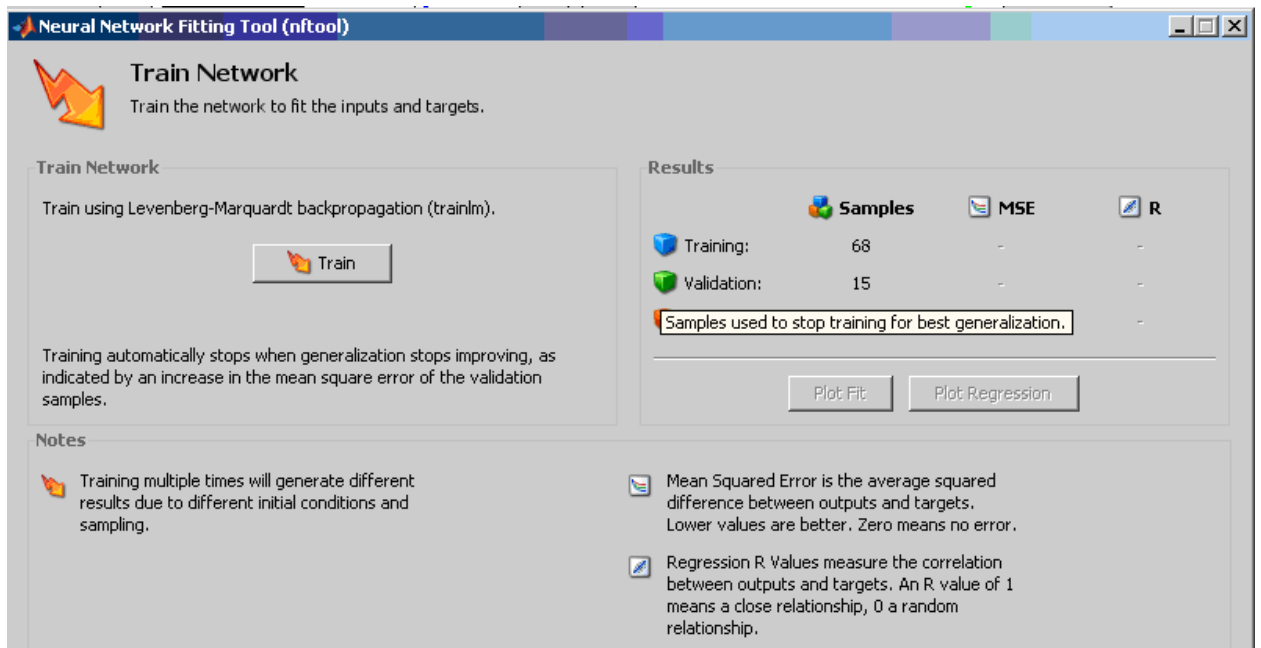 Neural Network Fitting Tool (nftool)
Train Network
Train the network to fit the inputs and targets.
Train Network
Train using Levenberg-Marquardt backpropagation (trainlm).
Train
Training automatically stops when generalization stops improving, as
indicated by an increase in the mean square error of the validation
samples.
Results
Samples MSE R
Training: 68 - -
Validation: 15 - -
Samples used to stop training for best generalization. -
Plot Fit Plot Regression
Notes
Training multiple times will generate different
results due to different initial conditions and
sampling.
Mean Squared Error is the average squared
difference between outputs and targets.
Lower values are better. Zero means no error.
Regression R Values measure the correlation
between outputs and targets. An R value of 1
means a close relationship, 0 a random
relationship.